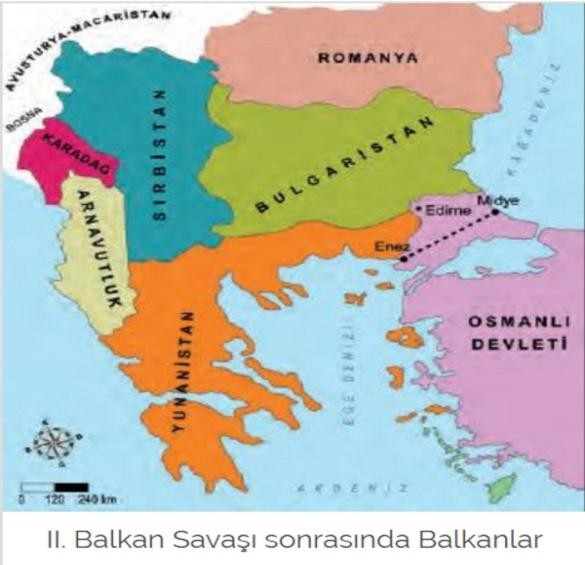 AVUSTURYA-MACARİSTAN
ROMANYA
BOSNA
KARADAĞ
SIRBİSTAN
BULGARİSTAN
KARADENİZ
ARNAVUTLUK
Edirne
Midye
Enez
OSMANLI
DEVLETİ
YUNANİSTAN
EGE DENİZİ
AKDENİZ
0 120 240 km
II. Balkan Savaşı sonrasında Balkanlar